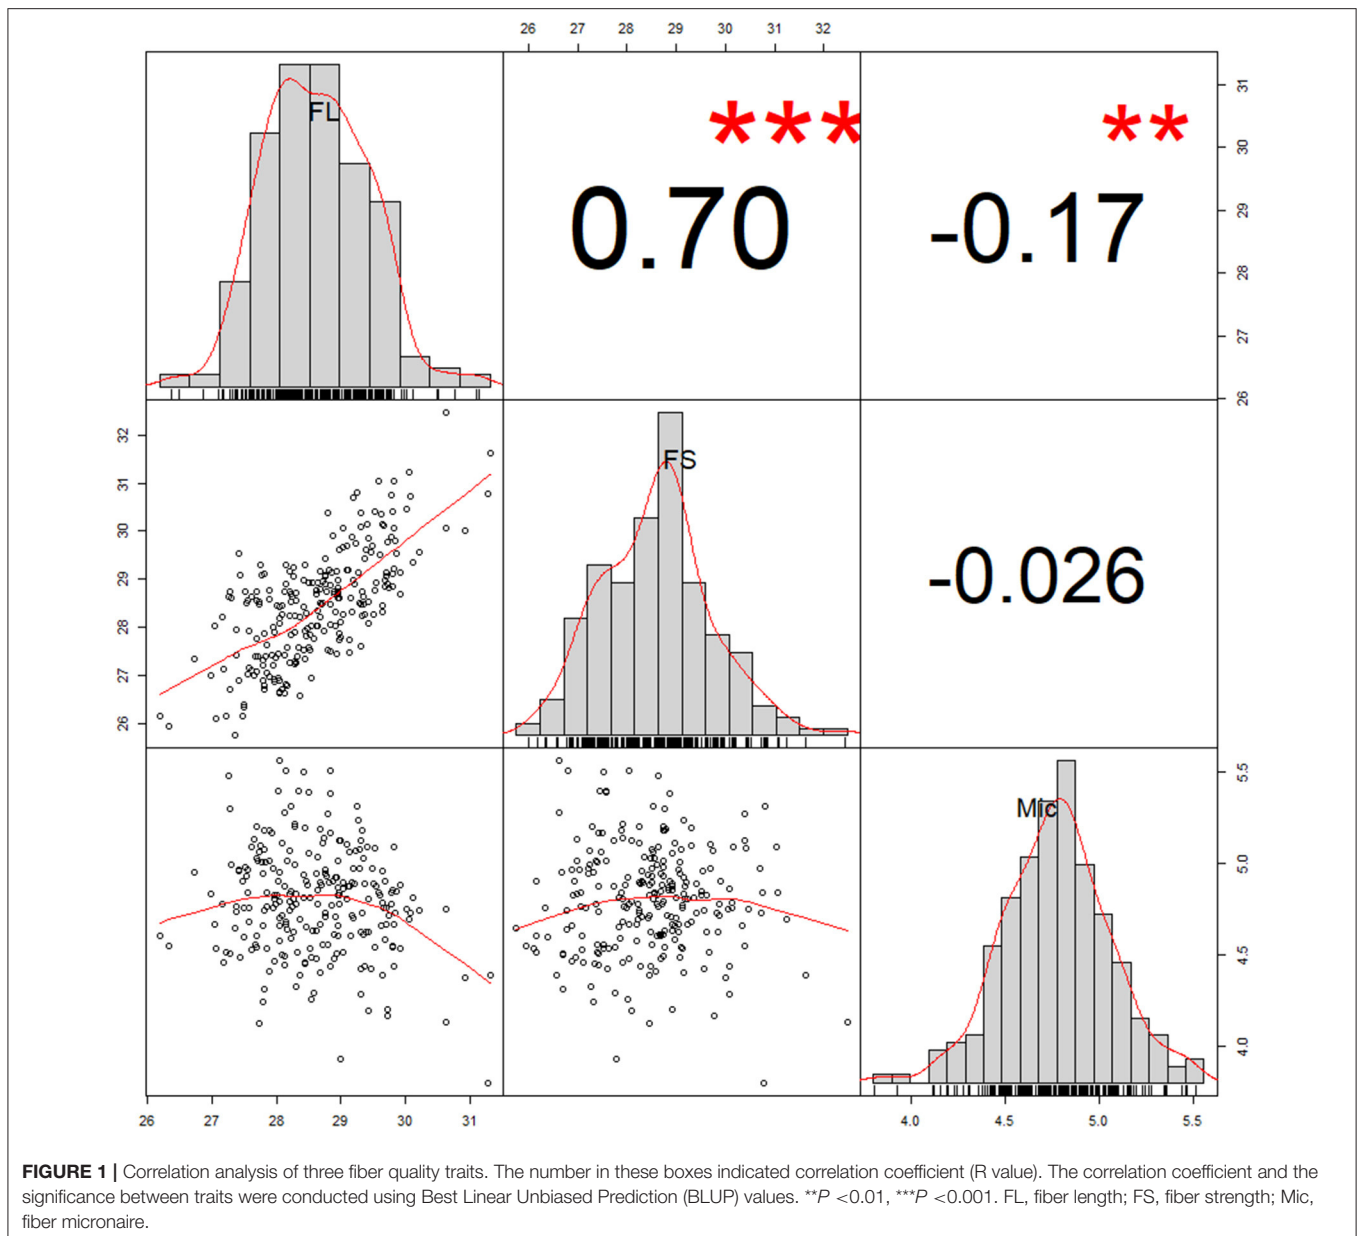 26 27 28 29 30 31 32
FL
***
0.70
**
-0.17
31
30
29
28
27
26
32
31
30
29
28
27
26
FS
-0.026
Mic
5.5
5.0
4.5
4.0
26 27 28 29 30 31
4.0 4.5 5.0 5.5
FIGURE 1 | Correlation analysis of three fiber quality traits. The number in these boxes indicated correlation coefficient (R value). The correlation coefficient and the
significance between traits were conducted using Best Linear Unbiased Prediction (BLUP) values. **P <0.01, ***P <0.001. FL, fiber length; FS, fiber strength; Mic,
fiber micronaire.